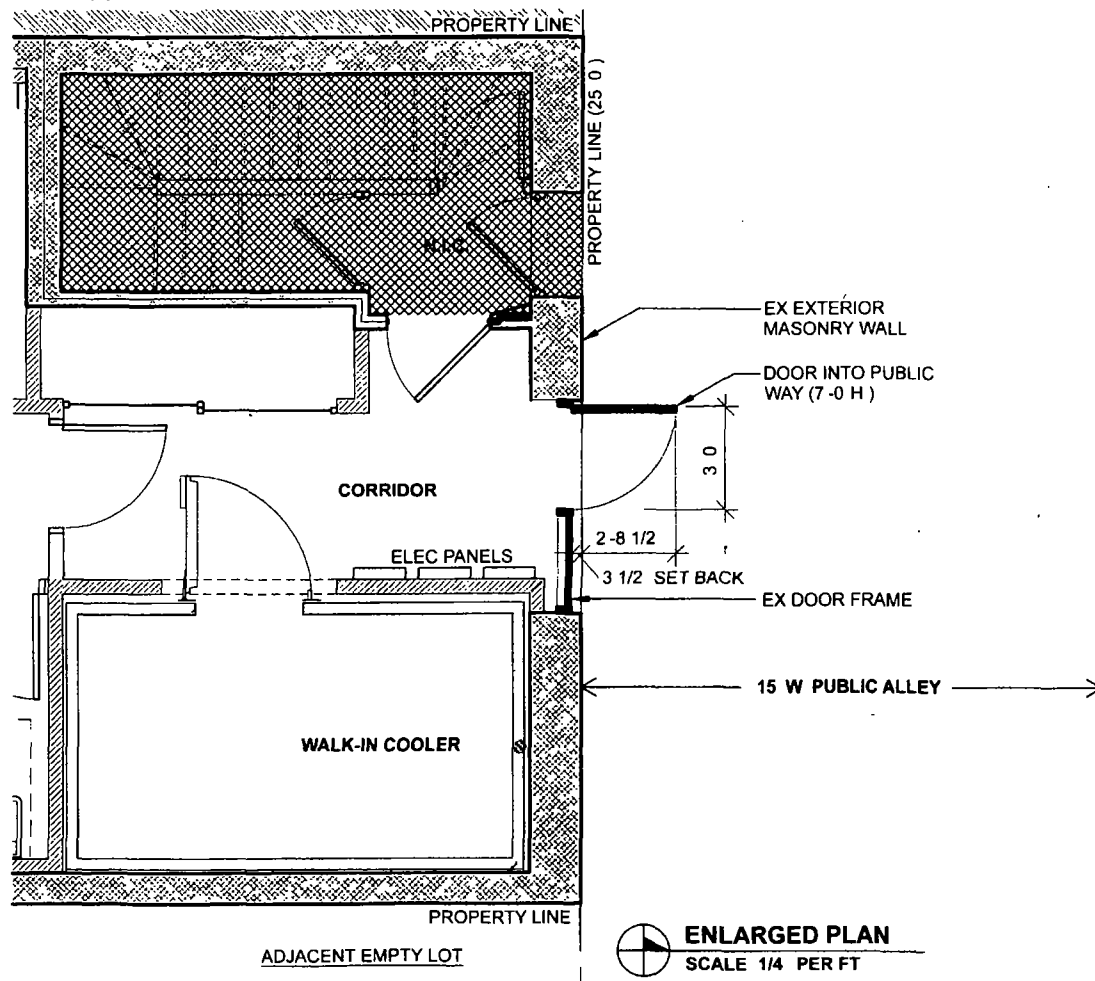 PROPERTY LINE
PROPERTY LINE (25 0 )
N.I.C.
EX EXTERIOR
MASONRY WALL
DOOR INTO PUBLIC
WAY (7 -0 H )
3 0
CORRIDOR
2 -8 1/2
ELEC PANELS
3 1/2 SET BACK
EX DOOR FRAME
15 W PUBLIC ALLEY
WALK-IN COOLER
PROPERTY LINE
ADJACENT EMPTY LOT
ENLARGED PLAN
SCALE 1/4 PER FT